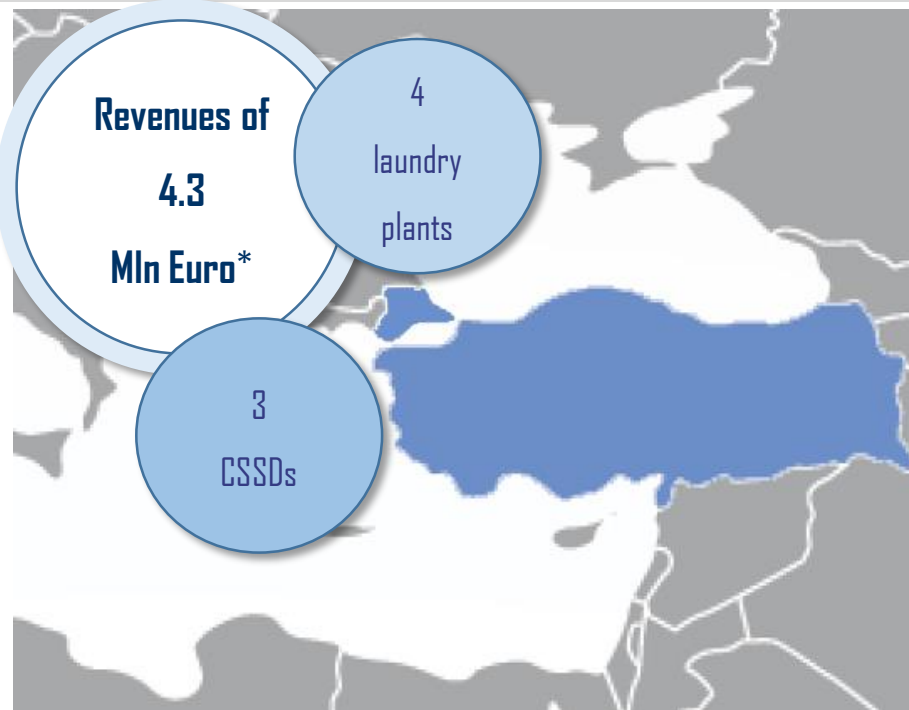 Revenues of
4.3
Mln Euro*
4
laundry
plants
3
CSSDs